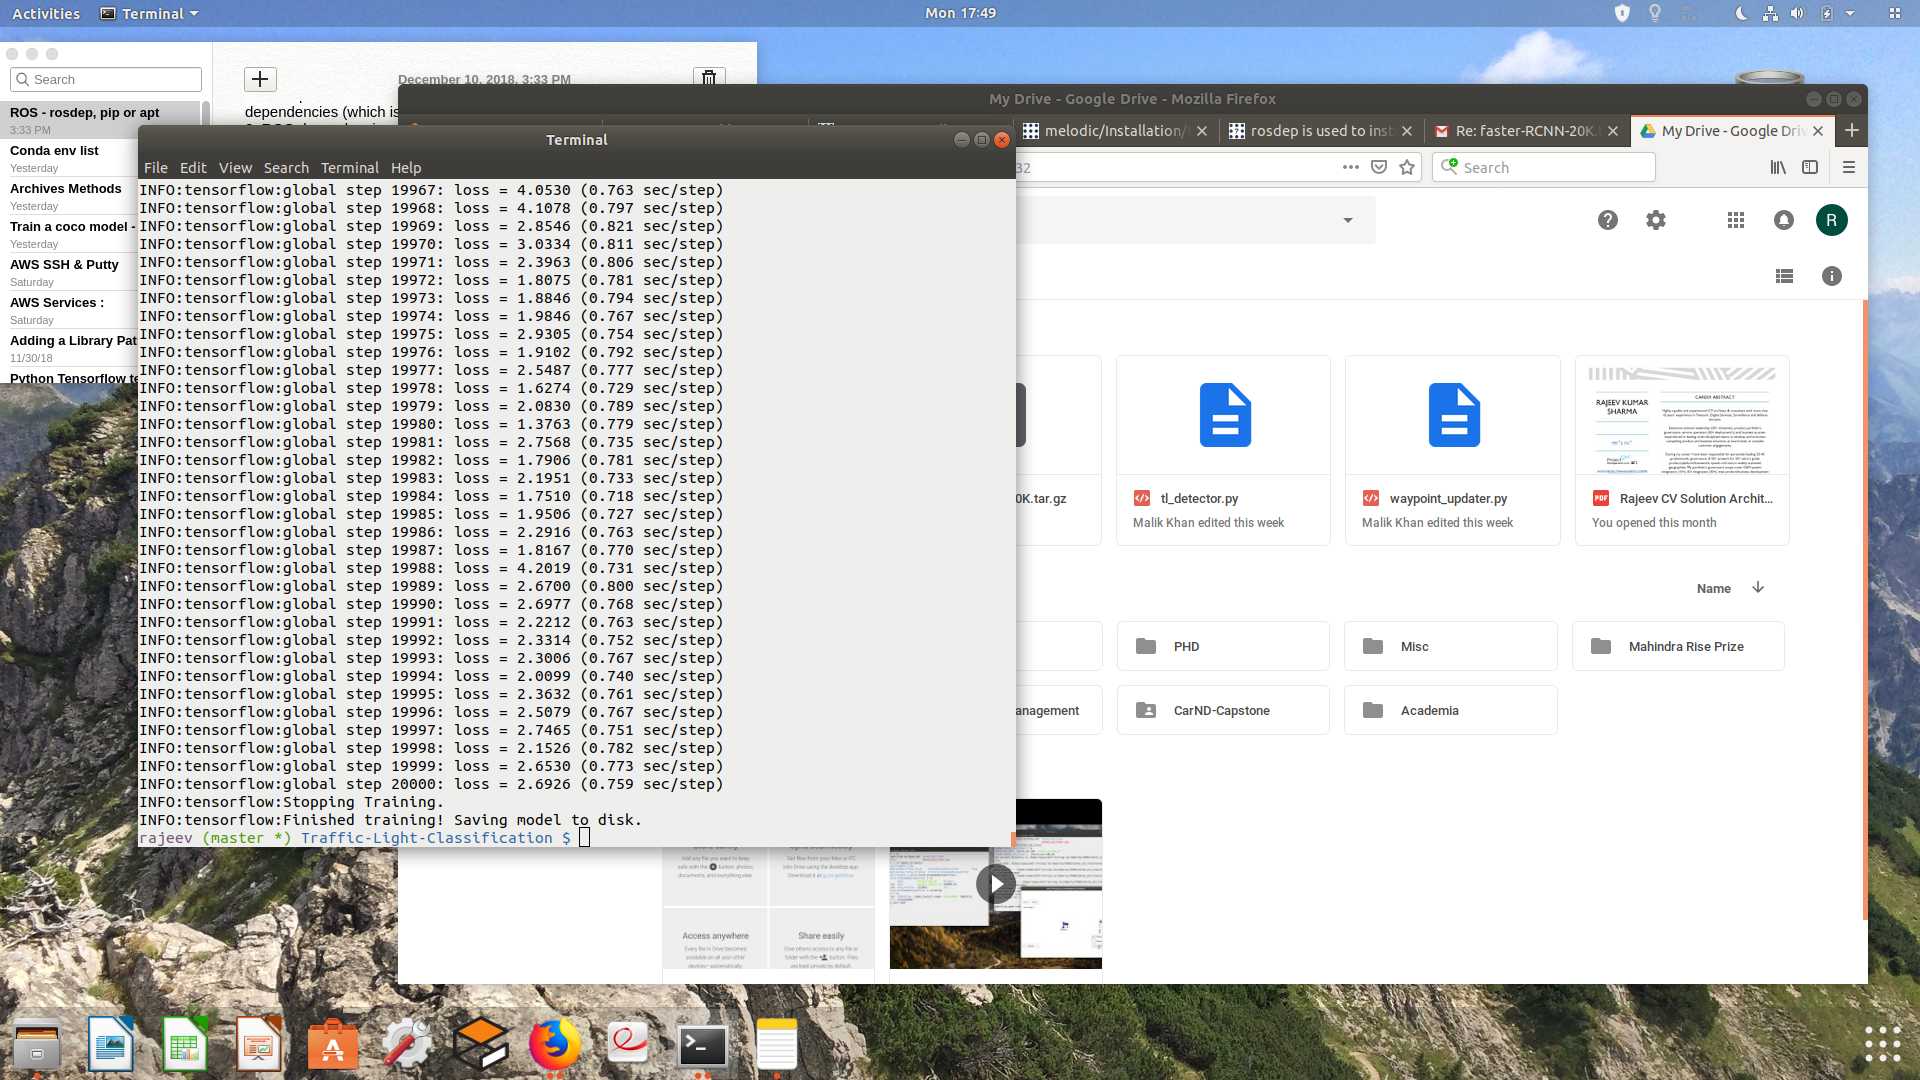 Activities
Terminal
Mon 17:49
Search
ROS - rosdep, pip or apt
3:33 PM
Conda env list
Yesterday
Archives Methods
Yesterday
Train a coco model -
Yesterday
AWS SSH & Putty
Saturday
AWS Services :
Saturday
Adding a Library Pat
11/30/18
Python Tensorflow te
December 10, 2018, 3:33 PM
dependencies (which is
My Drive - Google Drive - Mozilla Firefox
melodic/Installation/
rosdep is used to inst
Re: faster-RCNN-20K.
My Drive - Google Driv
32
Search
R
Terminal
File Edit View Search Terminal Help
INFO:tensorflow:global step 19967: loss = 4.0530 (0.763 sec/step)
INFO:tensorflow:global step 19968: loss = 4.1078 (0.797 sec/step)
INFO:tensorflow:global step 19969: loss = 2.8546 (0.821 sec/step)
INFO:tensorflow:global step 19970: loss = 3.0334 (0.811 sec/step)
INFO:tensorflow:global step 19971: loss = 2.3963 (0.806 sec/step)
INFO:tensorflow:global step 19972: loss = 1.8075 (0.781 sec/step)
INFO:tensorflow:global step 19973: loss = 1.8846 (0.794 sec/step)
INFO:tensorflow:global step 19974: loss = 1.9846 (0.767 sec/step)
INFO:tensorflow:global step 19975: loss = 2.9305 (0.754 sec/step)
INFO:tensorflow:global step 19976: loss = 1.9102 (0.792 sec/step)
INFO:tensorflow:global step 19977: loss = 2.5487 (0.777 sec/step)
INFO:tensorflow:global step 19978: loss = 1.6274 (0.729 sec/step)
INFO:tensorflow:global step 19979: loss = 2.0830 (0.789 sec/step)
INFO:tensorflow:global step 19980: loss = 1.3763 (0.779 sec/step)
INFO:tensorflow:global step 19981: loss = 2.7568 (0.735 sec/step)
INFO:tensorflow:global step 19982: loss = 1.7906 (0.781 sec/step)
INFO:tensorflow:global step 19983: loss = 2.1951 (0.733 sec/step)
INFO:tensorflow:global step 19984: loss = 1.7510 (0.718 sec/step)
INFO:tensorflow:global step 19985: loss = 1.9506 (0.727 sec/step)
INFO:tensorflow:global step 19986: loss = 2.2916 (0.763 sec/step)
INFO:tensorflow:global step 19987: loss = 1.8167 (0.770 sec/step)
INFO:tensorflow:global step 19988: loss = 4.2019 (0.731 sec/step)
INFO:tensorflow:global step 19989: loss = 2.6700 (0.800 sec/step)
INFO:tensorflow:global step 19990: loss = 2.6977 (0.768 sec/step)
INFO:tensorflow:global step 19991: loss = 2.2212 (0.763 sec/step)
INFO:tensorflow:global step 19992: loss = 2.3314 (0.752 sec/step)
INFO:tensorflow:global step 19993: loss = 2.3006 (0.767 sec/step)
INFO:tensorflow:global step 19994: loss = 2.0099 (0.740 sec/step)
INFO:tensorflow:global step 19995: loss = 2.3632 (0.761 sec/step)
INFO:tensorflow:global step 19996: loss = 2.5079 (0.767 sec/step)
INFO:tensorflow:global step 19997: loss = 2.7465 (0.751 sec/step)
INFO:tensorflow:global step 19998: loss = 2.1526 (0.782 sec/step)
INFO:tensorflow:global step 19999: loss = 2.6530 (0.773 sec/step)
INFO:tensorflow:global step 20000: loss = 2.6926 (0.759 sec/step)
INFO:tensorflow:Stopping Training.
INFO:tensorflow:Finished training! Saving model to disk.
rajeev (master *) Traffic-Light-Classification $
RAJEEV KUMAR
SHARMA
CAREER ABSTRACT
0K.tar.gz
tl_detector.py
Malik Khan edited this week
waypoint_updater.py
Malik Khan edited this week
PDF
Rajeev CV Solution Archit...
You opened this month
Name
PHD
Misc
Mahindra Rise Prize
anagement
CarND-Capstone
Academia
Access anywhere
Share easily